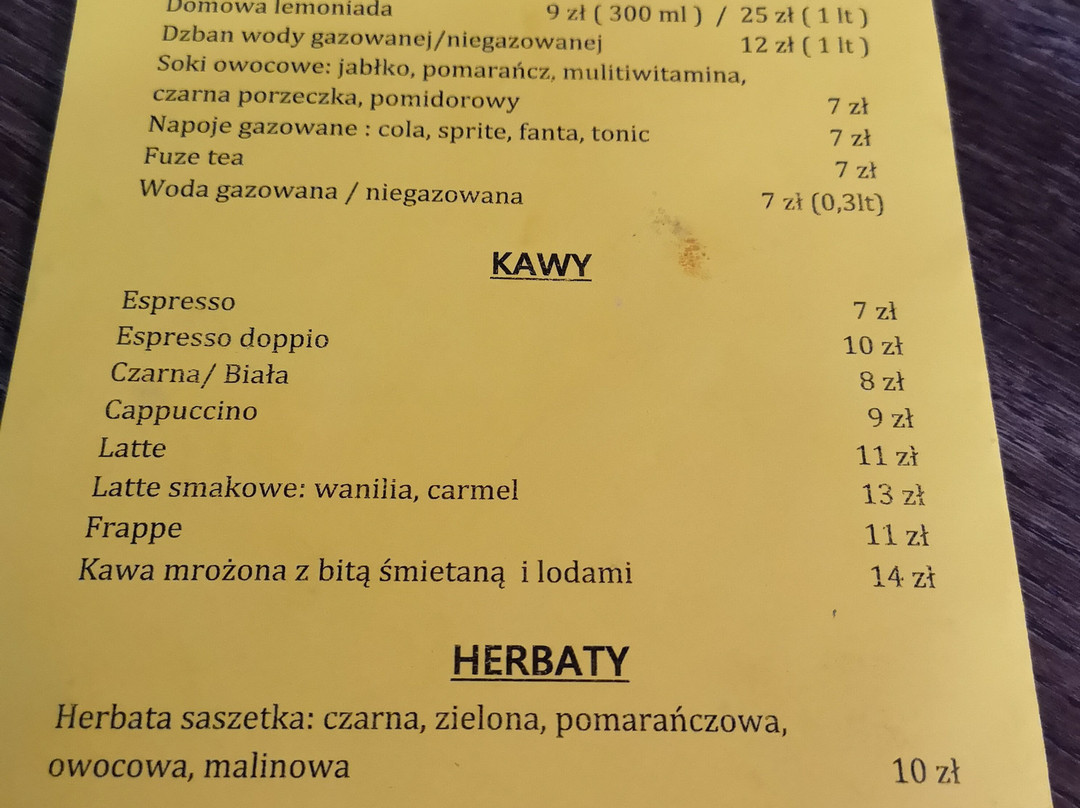 Domowa lemoniada 9 zł ( 300 ml ) / 25 zł ( 1 lt )
Dzban wody gazowanej/niegazowanej 12 zł ( 1 lt )
Soki owocowe: jabłko, pomarańcz, mulitiwitamina,
czarna porzeczka, pomidorowy 7 zł
Napoje gazowane : cola, sprite, fanta, tonic 7 zł
Fuze tea 7 zł
Woda gazowana / niegazowana 7 zł (0,3lt)
KAWY
Espresso 7 zł
Espresso doppio 10 zł
Czarna/ Biała 8 zł
Cappuccino 9 zł
Latte 11 zł
Latte smakowe: wanilia, carmel 13 zł
Frappe 11 zł
Kawa mrożona z bitą śmietaną i lodami 14 zł
HERBATY
Herbata saszetka: czarna, zielona, pomarańczowa,
owocowa, malinowa 10 zł